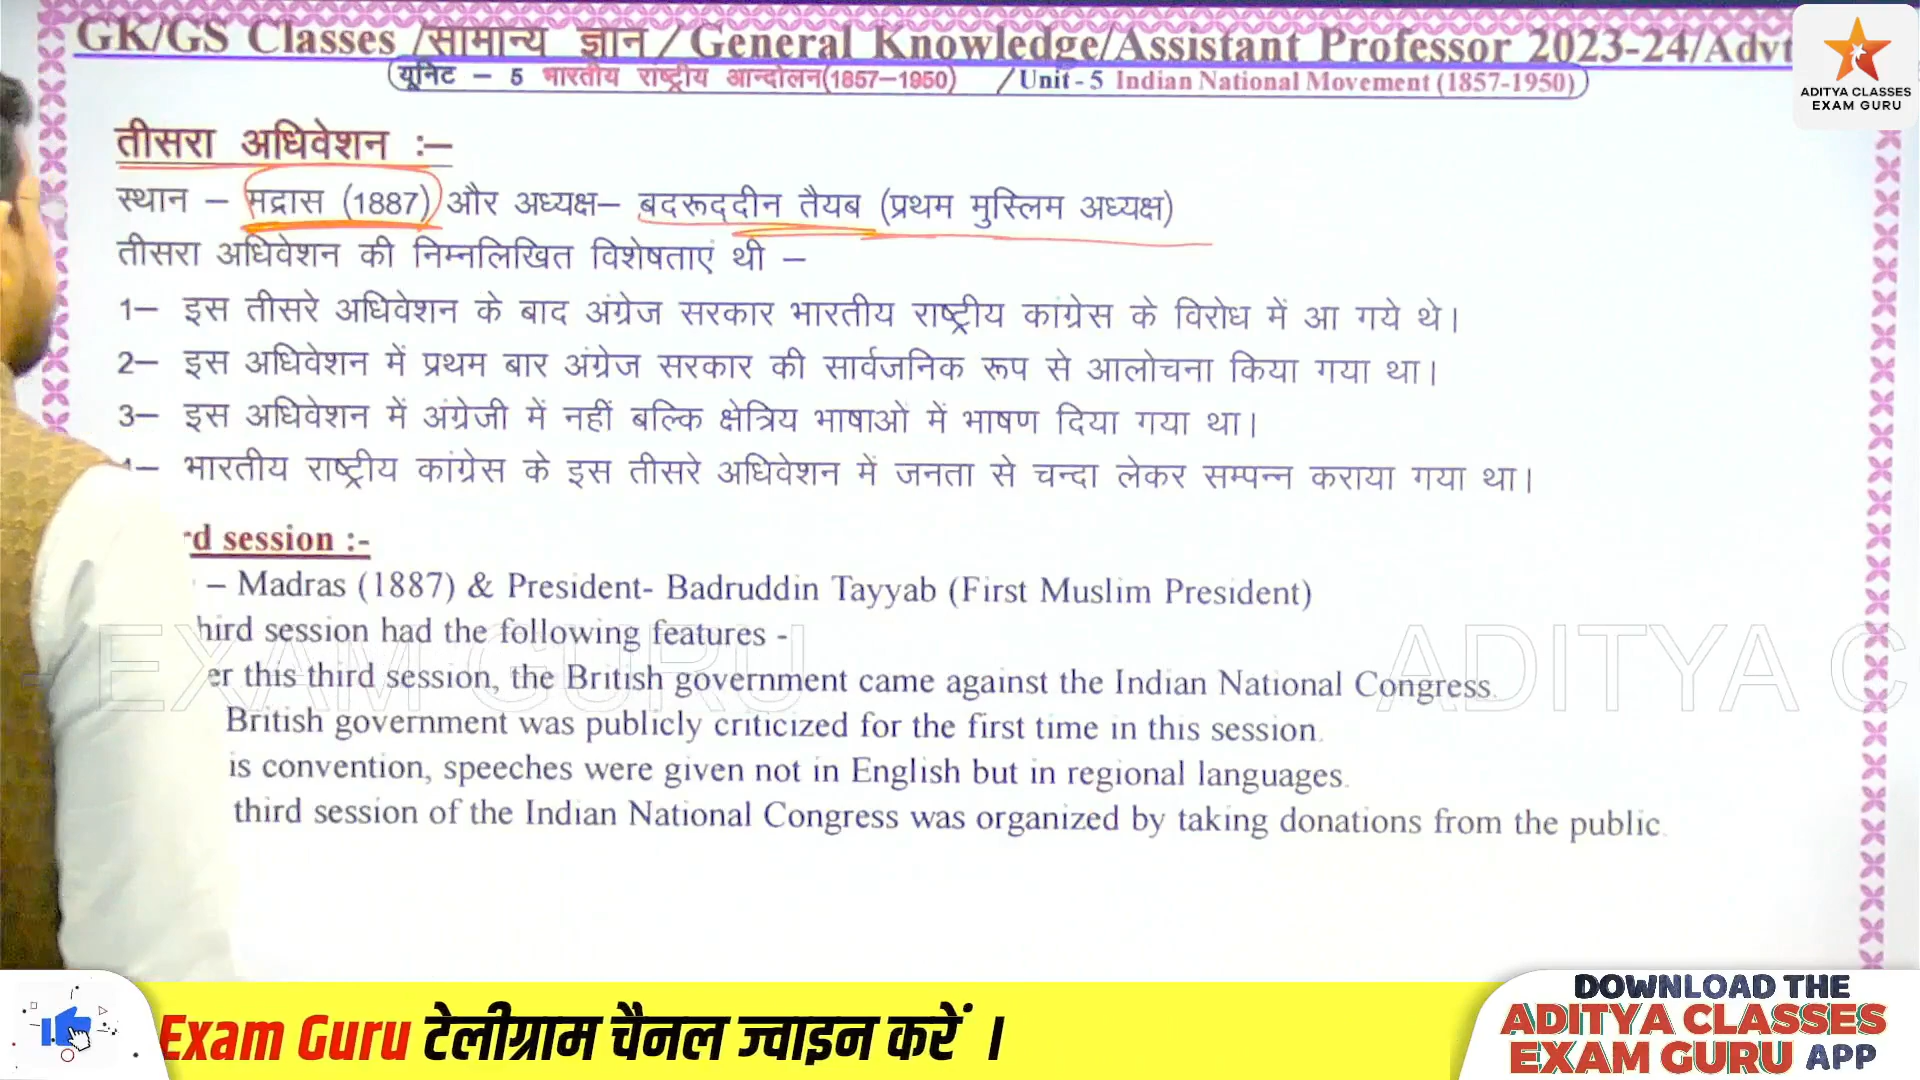 GK/GS Classes /सामान्य ज्ञान / General Knowledge/Assistant Professor 2023-24/Advt
यूनिट – 5 भारतीय राष्ट्रीय आन्दोलन(1857–1950) / Unit - 5 Indian National Movement (1857-1950)
ADITYA CLASSES
EXAM GURU
तीसरा अधिवेशन :–
स्थान – मद्रास (1887) और अध्यक्ष– बदरूददीन तैयब (प्रथम मुस्लिम अध्यक्ष)
तीसरा अधिवेशन की निम्नलिखित विशेषताएं थी –
1– इस तीसरे अधिवेशन के बाद अंग्रेज सरकार भारतीय राष्ट्रीय कांग्रेस के विरोध में आ गये थे।
2– इस अधिवेशन में प्रथम बार अंग्रेज सरकार की सार्वजनिक रूप से आलोचना किया गया था।
3– इस अधिवेशन में अंग्रेजी में नहीं बल्कि क्षेत्रिय भाषाओं में भाषण दिया गया था।
– भारतीय राष्ट्रीय कांग्रेस के इस तीसरे अधिवेशन में जनता से चन्दा लेकर सम्पन्न कराया गया था।
rd session :-
– Madras (1887) & President- Badruddin Tayyab (First Muslim President)
hird session had the following features -
er this third session, the British government came against the Indian National Congress.
British government was publicly criticized for the first time in this session.
is convention, speeches were given not in English but in regional languages.
third session of the Indian National Congress was organized by taking donations from the public.
EXAM GURU ADITYA C
Exam Guru टेलीग्राम चैनल ज्वाइन करें ।
DOWNLOAD THE
ADITYA CLASSES
EXAM GURU APP